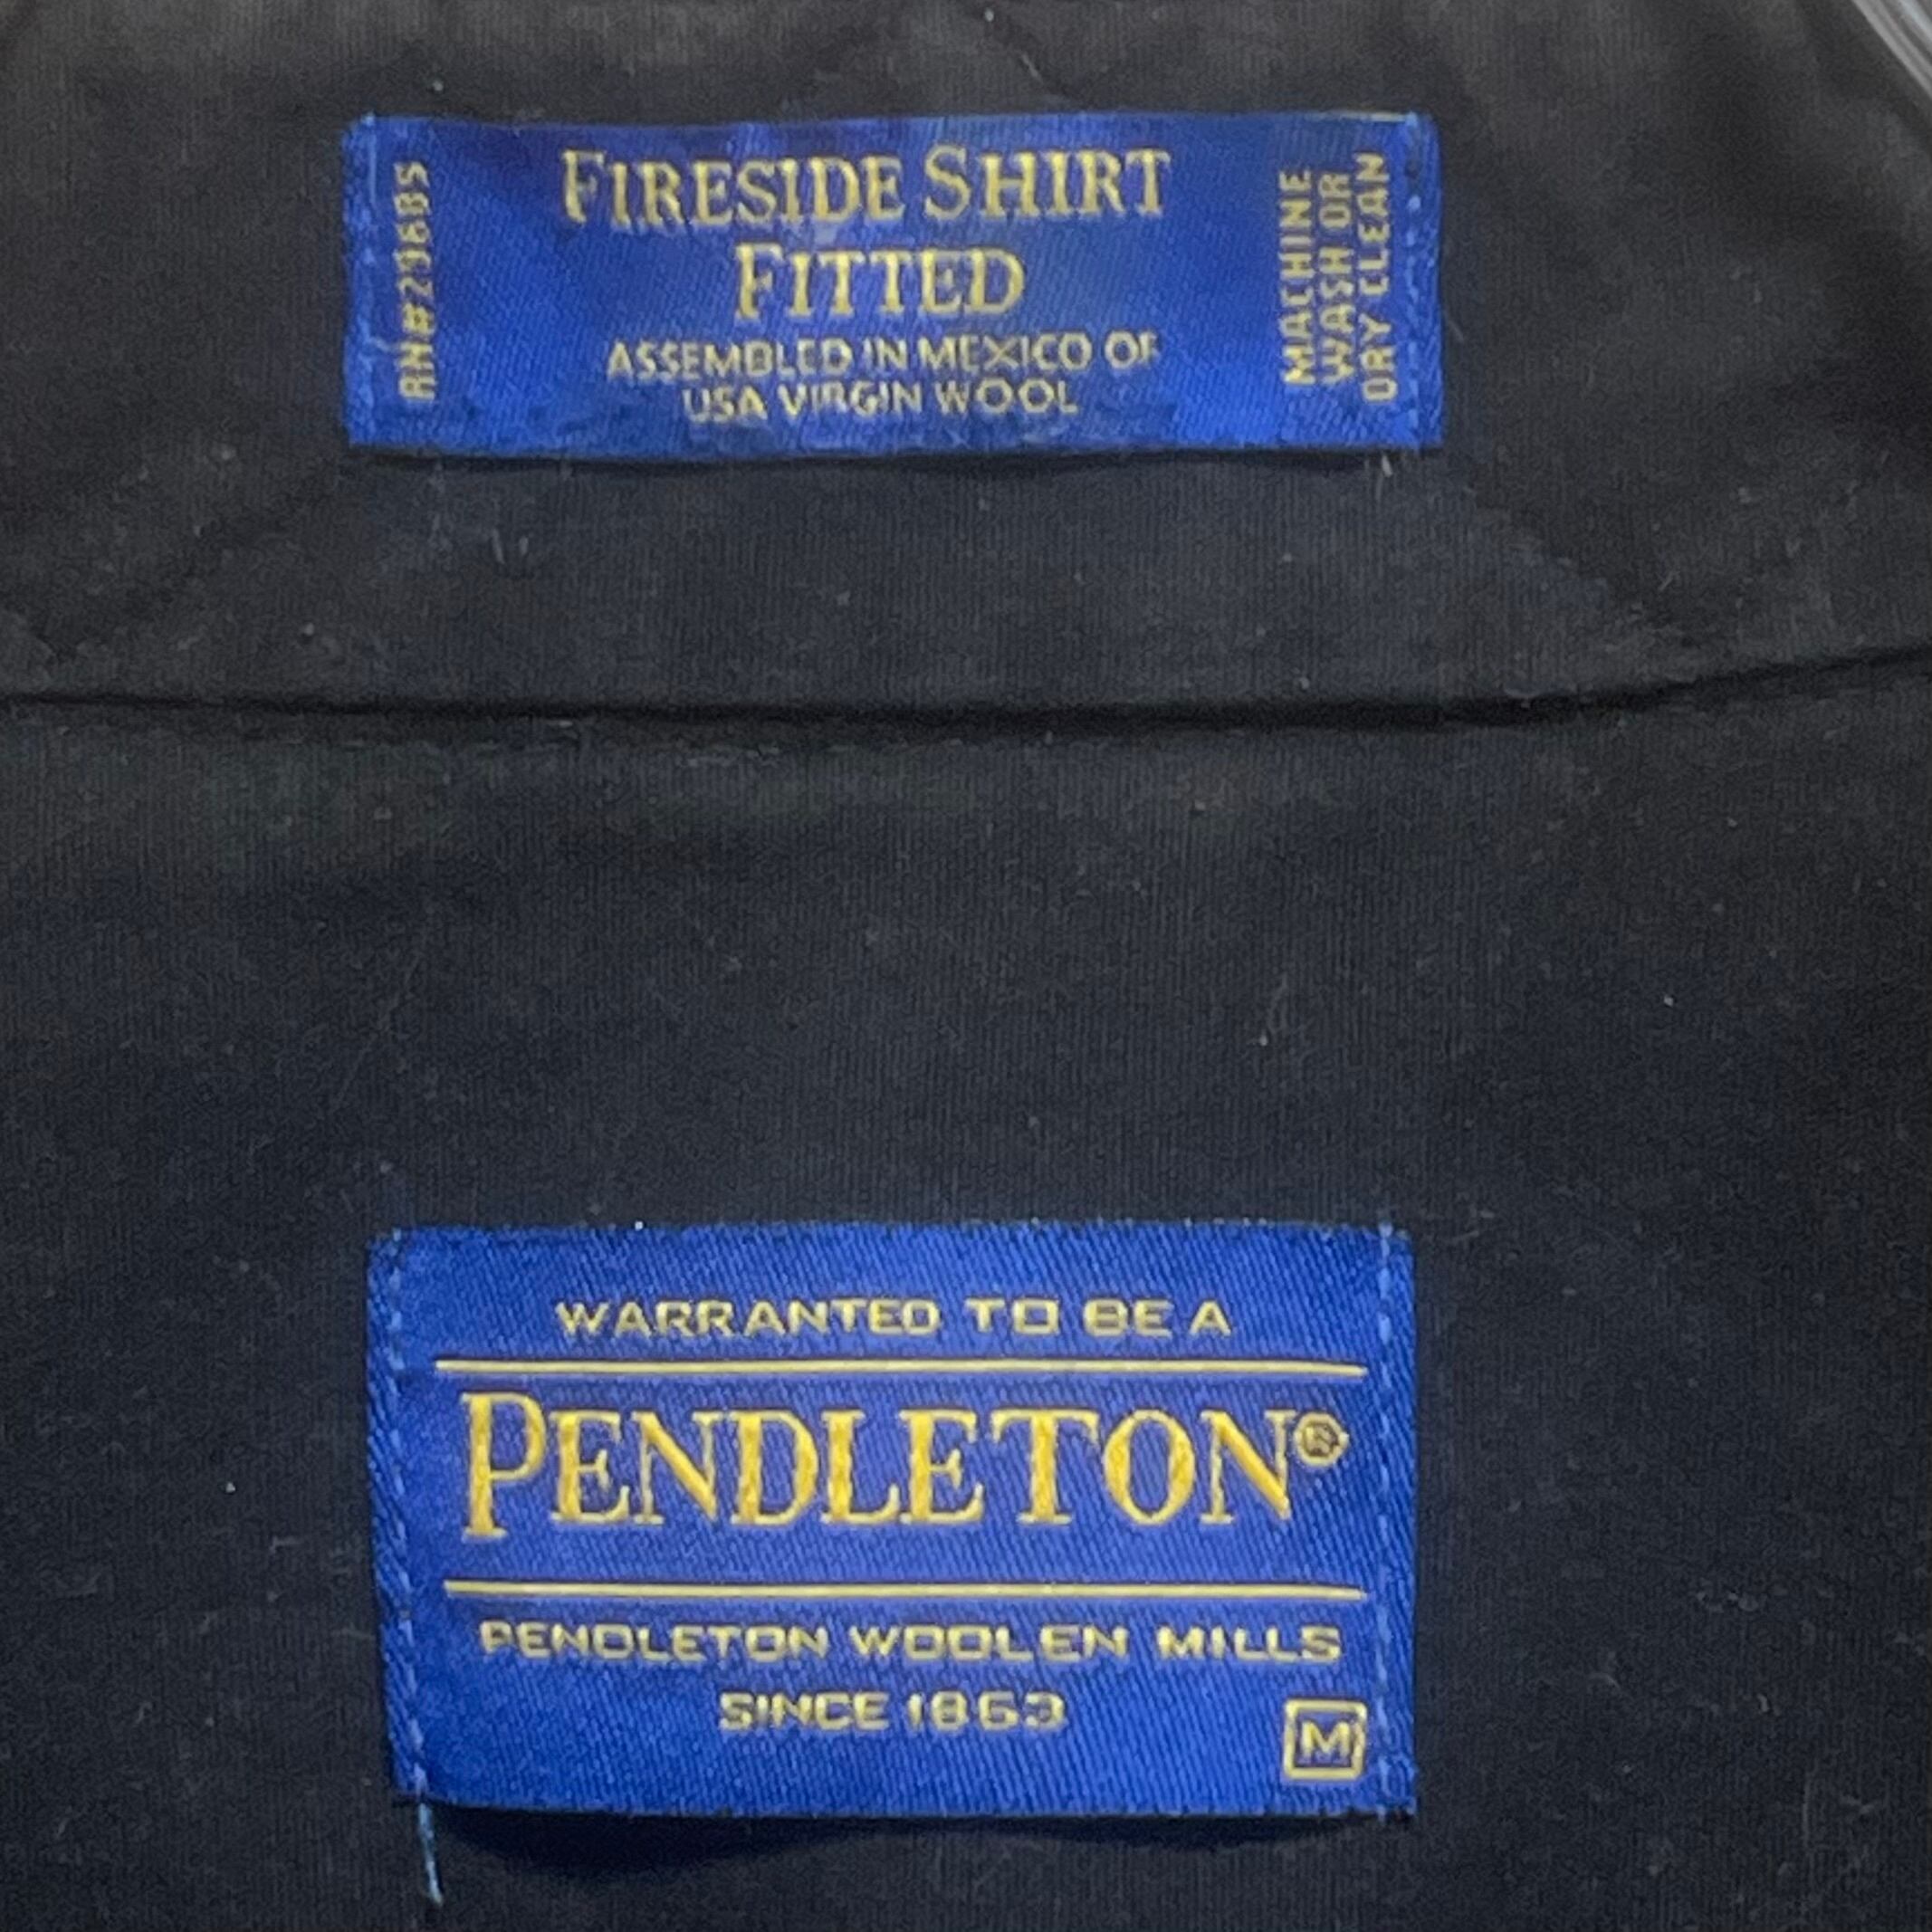 RN#29685
FIRESIDE SHIRT
FITTED
ASSEMBLED IN MEXICO OF
USA VIRGIN WOOL
MACHINE
WASH OR
DRY CLEAN
WARRANTED TO BE A
PENDLETON®
PENDLETON WOOLEN MILLS
SINCE 1863
M